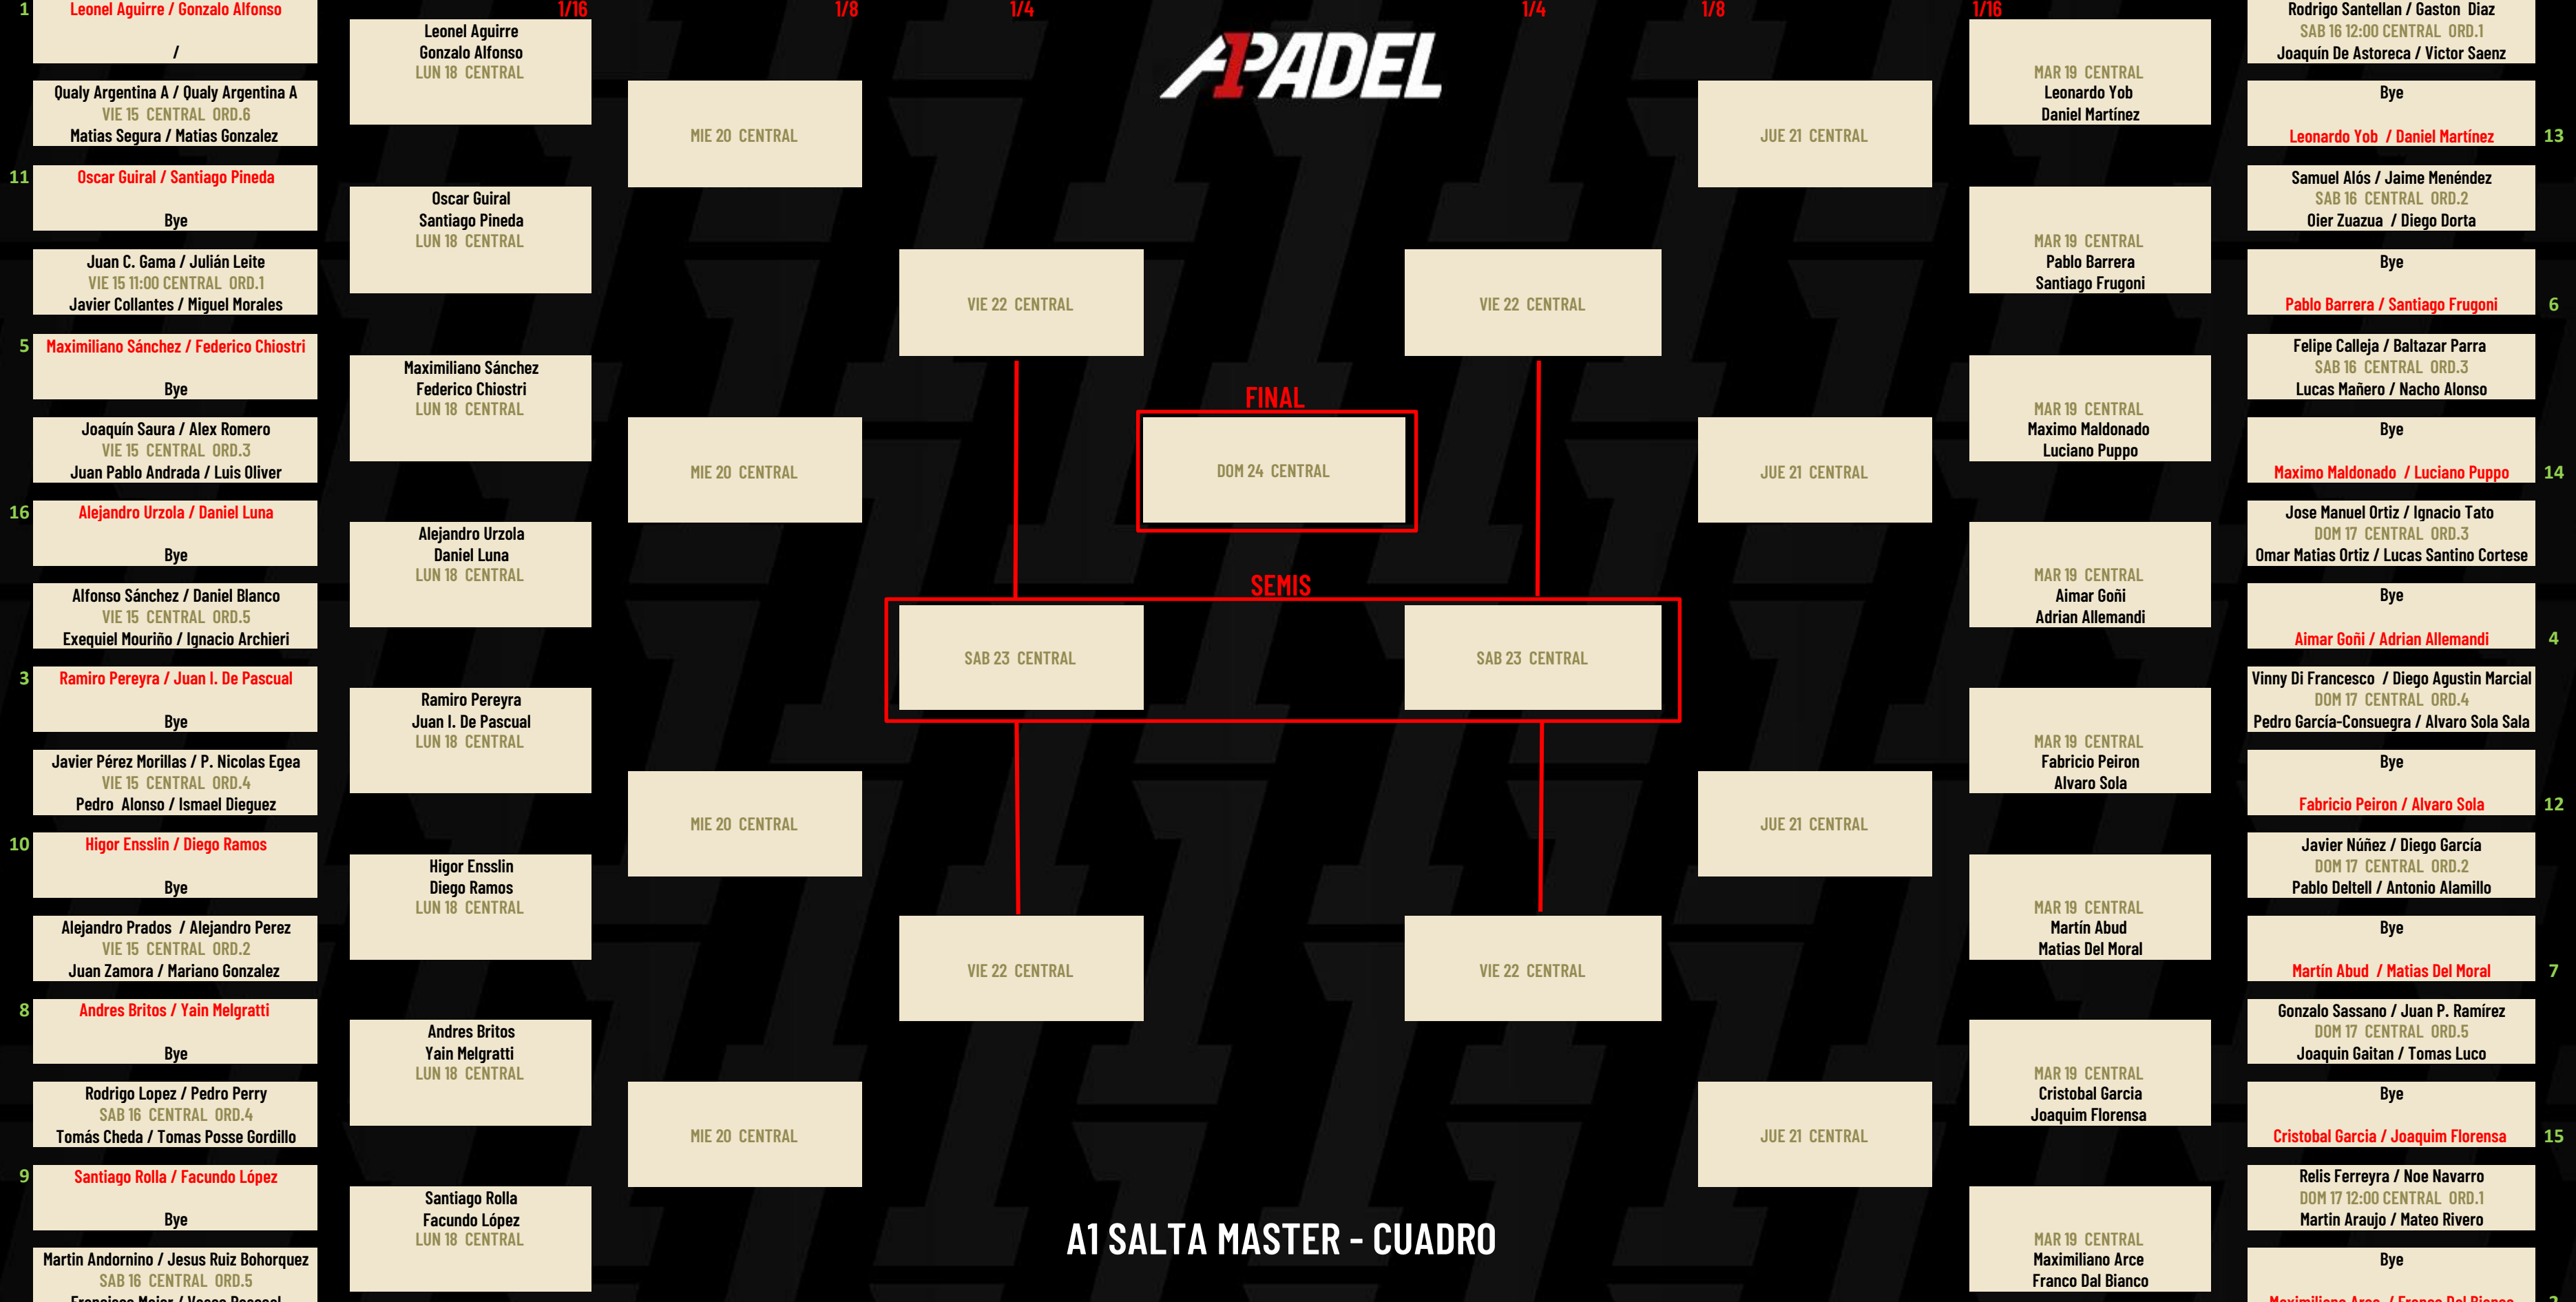 1
Leonel Aguirre / Gonzalo Alfonso
/
Qualy Argentina A / Qualy Argentina A
VIE 15 CENTRAL ORD.6
Matias Segura / Matias Gonzalez
11
Oscar Guiral / Santiago Pineda
Bye
Juan C. Gama / Julián Leite
VIE 15 11:00 CENTRAL ORD.1
Javier Collantes / Miguel Morales
5
Maximiliano Sánchez / Federico Chiostri
Bye
Joaquín Saura / Alex Romero
VIE 15 CENTRAL ORD.3
Juan Pablo Andrada / Luis Oliver
16
Alejandro Urzola / Daniel Luna
Bye
Alfonso Sánchez / Daniel Blanco
VIE 15 CENTRAL ORD.5
Exequiel Mouriño / Ignacio Archieri
3
Ramiro Pereyra / Juan I. De Pascual
Bye
Javier Pérez Morillas / P. Nicolas Egea
VIE 15 CENTRAL ORD.4
Pedro Alonso / Ismael Dieguez
10
Higor Ensslin / Diego Ramos
Bye
Alejandro Prados / Alejandro Perez
VIE 15 CENTRAL ORD.2
Juan Zamora / Mariano Gonzalez
8
Andres Britos / Yain Melgratti
Bye
Rodrigo Lopez / Pedro Perry
SAB 16 CENTRAL ORD.4
Tomás Cheda / Tomas Posse Gordillo
9
Santiago Rolla / Facundo López
Bye
Martin Andornino / Jesus Ruiz Bohorquez
SAB 16 CENTRAL ORD.5
1/16
Leonel Aguirre
Gonzalo Alfonso
LUN 18 CENTRAL
Oscar Guiral
Santiago Pineda
LUN 18 CENTRAL
Maximiliano Sánchez
Federico Chiostri
LUN 18 CENTRAL
Alejandro Urzola
Daniel Luna
LUN 18 CENTRAL
Ramiro Pereyra
Juan I. De Pascual
LUN 18 CENTRAL
Higor Ensslin
Diego Ramos
LUN 18 CENTRAL
Andres Britos
Yain Melgratti
LUN 18 CENTRAL
Santiago Rolla
Facundo López
LUN 18 CENTRAL
1/8
MIE 20 CENTRAL
MIE 20 CENTRAL
MIE 20 CENTRAL
MIE 20 CENTRAL
1/4
VIE 22 CENTRAL
SAB 23 CENTRAL
VIE 22 CENTRAL
A1PADEL
FINAL
DOM 24 CENTRAL
SEMIS
A1 SALTA MASTER - CUADRO
1/4
VIE 22 CENTRAL
SAB 23 CENTRAL
VIE 22 CENTRAL
1/8
JUE 21 CENTRAL
JUE 21 CENTRAL
JUE 21 CENTRAL
JUE 21 CENTRAL
1/16
MAR 19 CENTRAL
Leonardo Yob
Daniel Martínez
MAR 19 CENTRAL
Pablo Barrera
Santiago Frugoni
MAR 19 CENTRAL
Maximo Maldonado
Luciano Puppo
MAR 19 CENTRAL
Aimar Goñi
Adrian Allemandi
MAR 19 CENTRAL
Fabricio Peiron
Alvaro Sola
MAR 19 CENTRAL
Martín Abud
Matias Del Moral
MAR 19 CENTRAL
Cristobal Garcia
Joaquim Florensa
MAR 19 CENTRAL
Maximiliano Arce
Franco Dal Bianco
Rodrigo Santellan / Gaston Diaz
SAB 16 12:00 CENTRAL ORD.1
Joaquín De Astoreca / Victor Saenz
Bye
Leonardo Yob / Daniel Martínez
13
Samuel Alós / Jaime Menéndez
SAB 16 CENTRAL ORD.2
Oier Zuazua / Diego Dorta
Bye
Pablo Barrera / Santiago Frugoni
6
Felipe Calleja / Baltazar Parra
SAB 16 CENTRAL ORD.3
Lucas Mañero / Nacho Alonso
Bye
Maximo Maldonado / Luciano Puppo
14
Jose Manuel Ortiz / Ignacio Tato
DOM 17 CENTRAL ORD.3
Omar Matias Ortiz / Lucas Santino Cortese
Bye
Aimar Goñi / Adrian Allemandi
4
Vinny Di Francesco / Diego Agustin Marcial
DOM 17 CENTRAL ORD.4
Pedro García-Consuegra / Alvaro Sola Sala
Bye
Fabricio Peiron / Alvaro Sola
12
Javier Núñez / Diego García
DOM 17 CENTRAL ORD.2
Pablo Deltell / Antonio Alamillo
Bye
Martín Abud / Matias Del Moral
7
Gonzalo Sassano / Juan P. Ramírez
DOM 17 CENTRAL ORD.5
Joaquin Gaitan / Tomas Luco
Bye
Cristobal Garcia / Joaquim Florensa
15
Relis Ferreyra / Noe Navarro
DOM 17 12:00 CENTRAL ORD.1
Martin Araujo / Mateo Rivero
Bye
Maximiliano Arce / Franco Dal Bianco